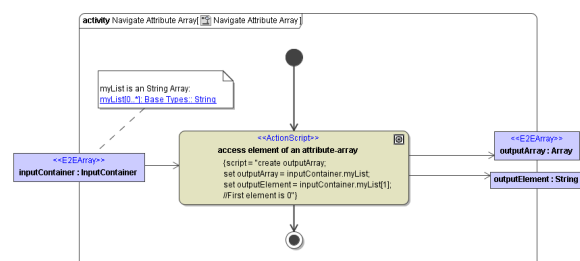 activity Navigate Attribute Array[ Navigate Attribute Array]
myList is an String Array:
myList[0..*]: Base Types:: String
<<E2EArray>>
inputContainer : InputContainer
<<ActionScript>>
access element of an attribute-array
{script = "create outputArray;
set outputArray = inputContainer.myList;
set outputElement = inputContainer.myList[1];
//First element is 0"}
<<E2EArray>>
outputArray : Array
outputElement : String